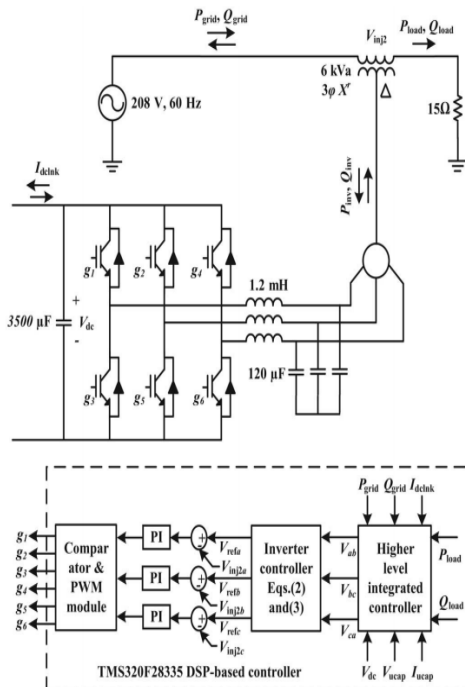 P_grid, Q_grid
V_inj2
P_load, Q_load
208 V, 60 Hz
6 kVa
3φ X^r
Δ
15Ω
I_dclnk
P_inv, Q_inv
g1
g2
g4
1.2 mH
3500 µF
+
V_dc
-
g3
g5
g6
120 µF
P_grid Q_grid I_dclnk
g1
g2
g3
g4
g5
g6
Compar
ator &
PWM
module
PI
PI
PI
+
-
+
-
+
-
V_refa
V_inj2a
V_refb
V_inj2b
V_refc
V_inj2c
Inverter
controller
Eqs.(2)
and(3)
V_ab
V_bc
V_ca
Higher
level
integrated
controller
P_load
Q_load
V_dc V_ucap I_ucap
TMS320F28335 DSP-based controller